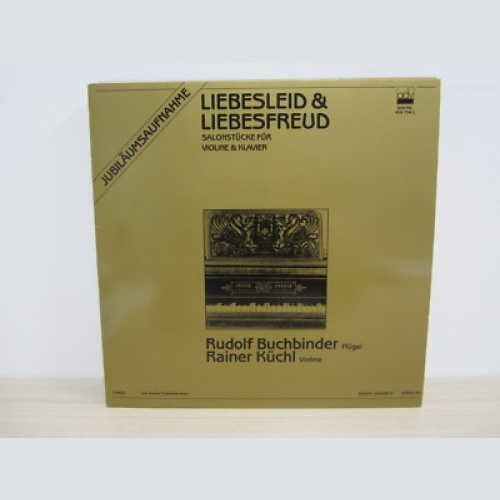 JUBILÄUMSAUFNAHME
LIEBESLEID &
LIEBESFREUD
SALONSTÜCKE FÜR
VIOLINE & KLAVIER
Rudolf Buchbinder Flügel
Rainer Küchl Violine